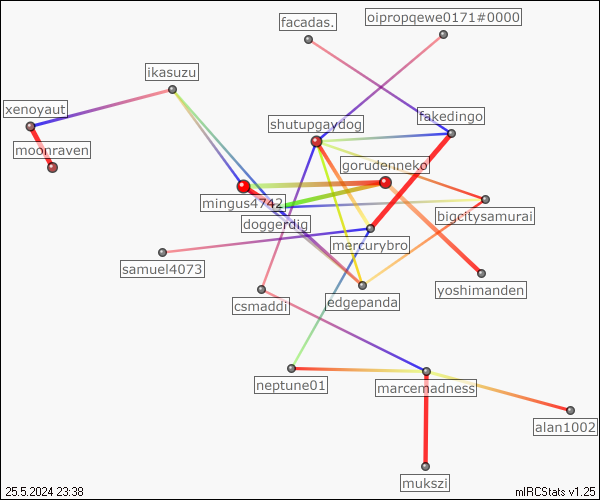 oipropqewe0171#0000
facadas.
ikasuzu
xenoyaut
fakedingo
shutupgaydog
moonraven
gorudenneko
mingus4742
bigcitysamurai
doggerdig
mercurybro
samuel4073
yoshimanden
csmaddi
edgepanda
neptune01
marcemadness
alan1002
mukszi
25.5.2024 23:38
mIRCStats v1.25